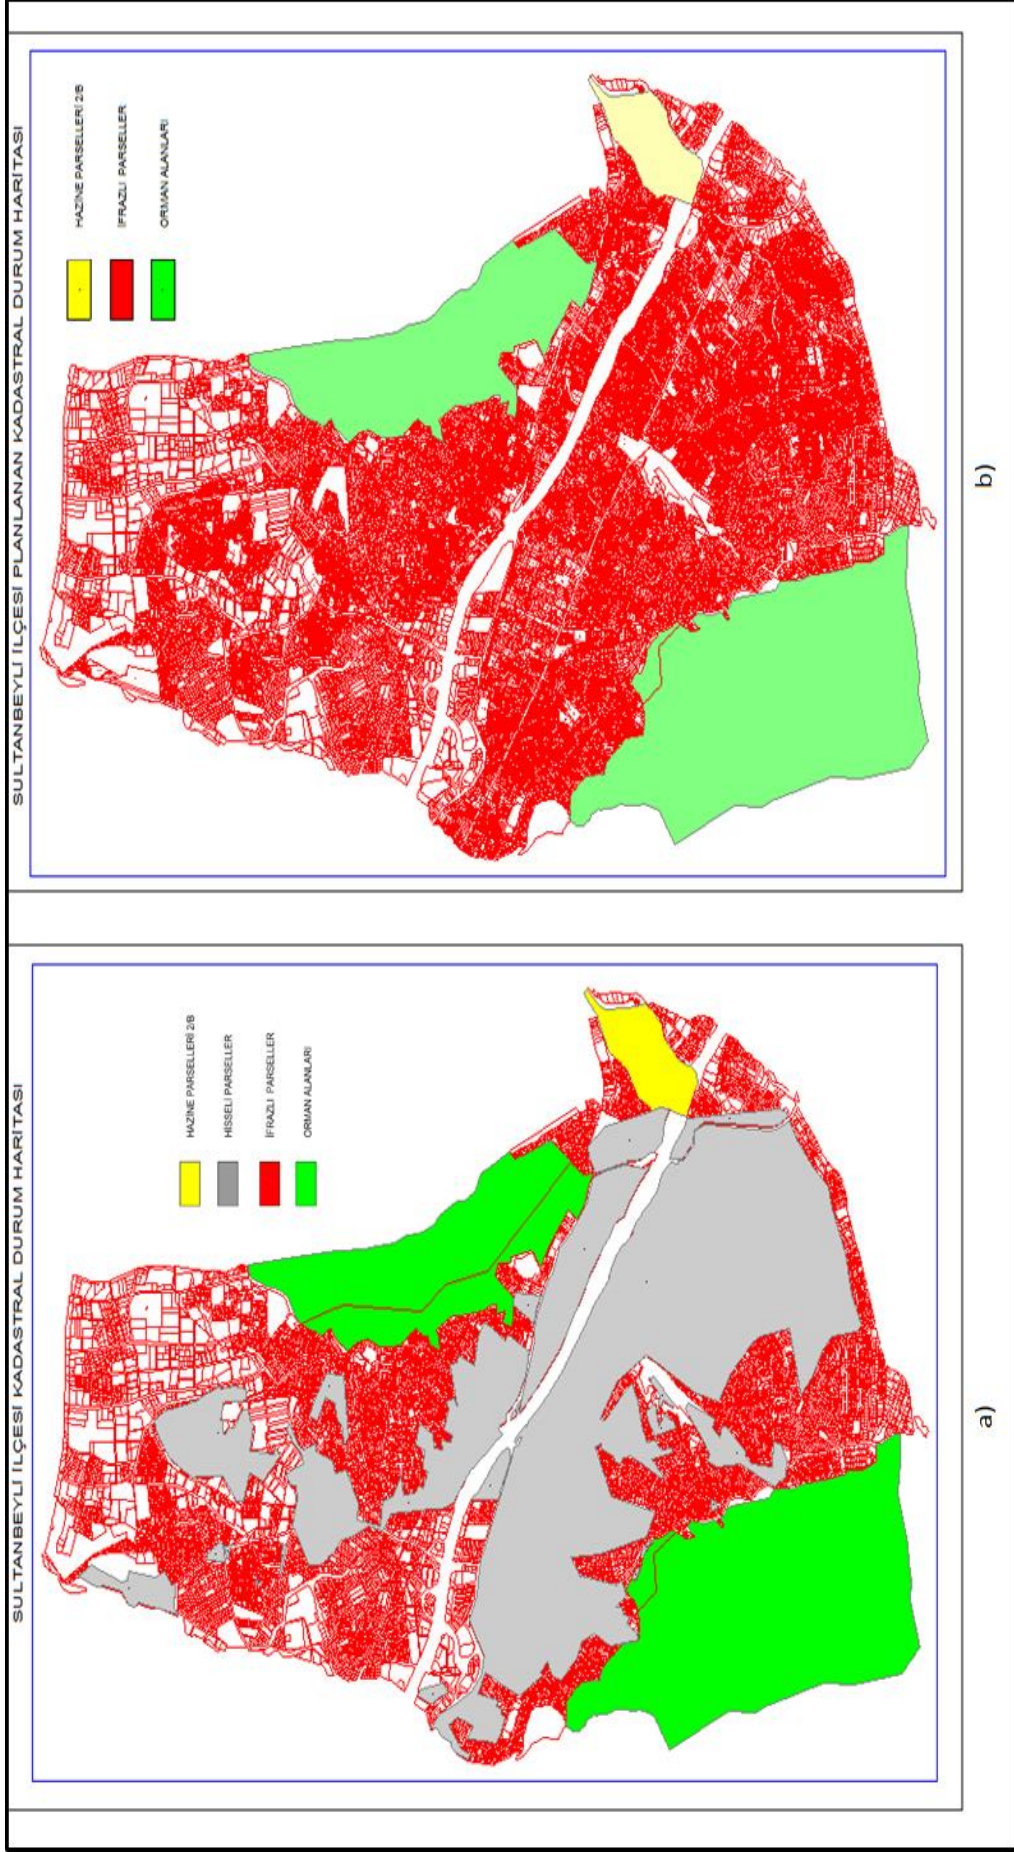 SULTANBEYLİ İLÇESİ KADASTRAL DURUM HARİTASI
HAZİNE PARSELLERİ 2/B
HİSSELİ PARSELLER
İFRAZLI PARSELLER
ORMAN ALANLARI
a)
SULTANBEYLİ İLÇESİ PLANLANAN KADASTRAL DURUM HARİTASI
HAZİNE PARSELLERİ 2/B
İFRAZLI PARSELLER
ORMAN ALANLARI
b)